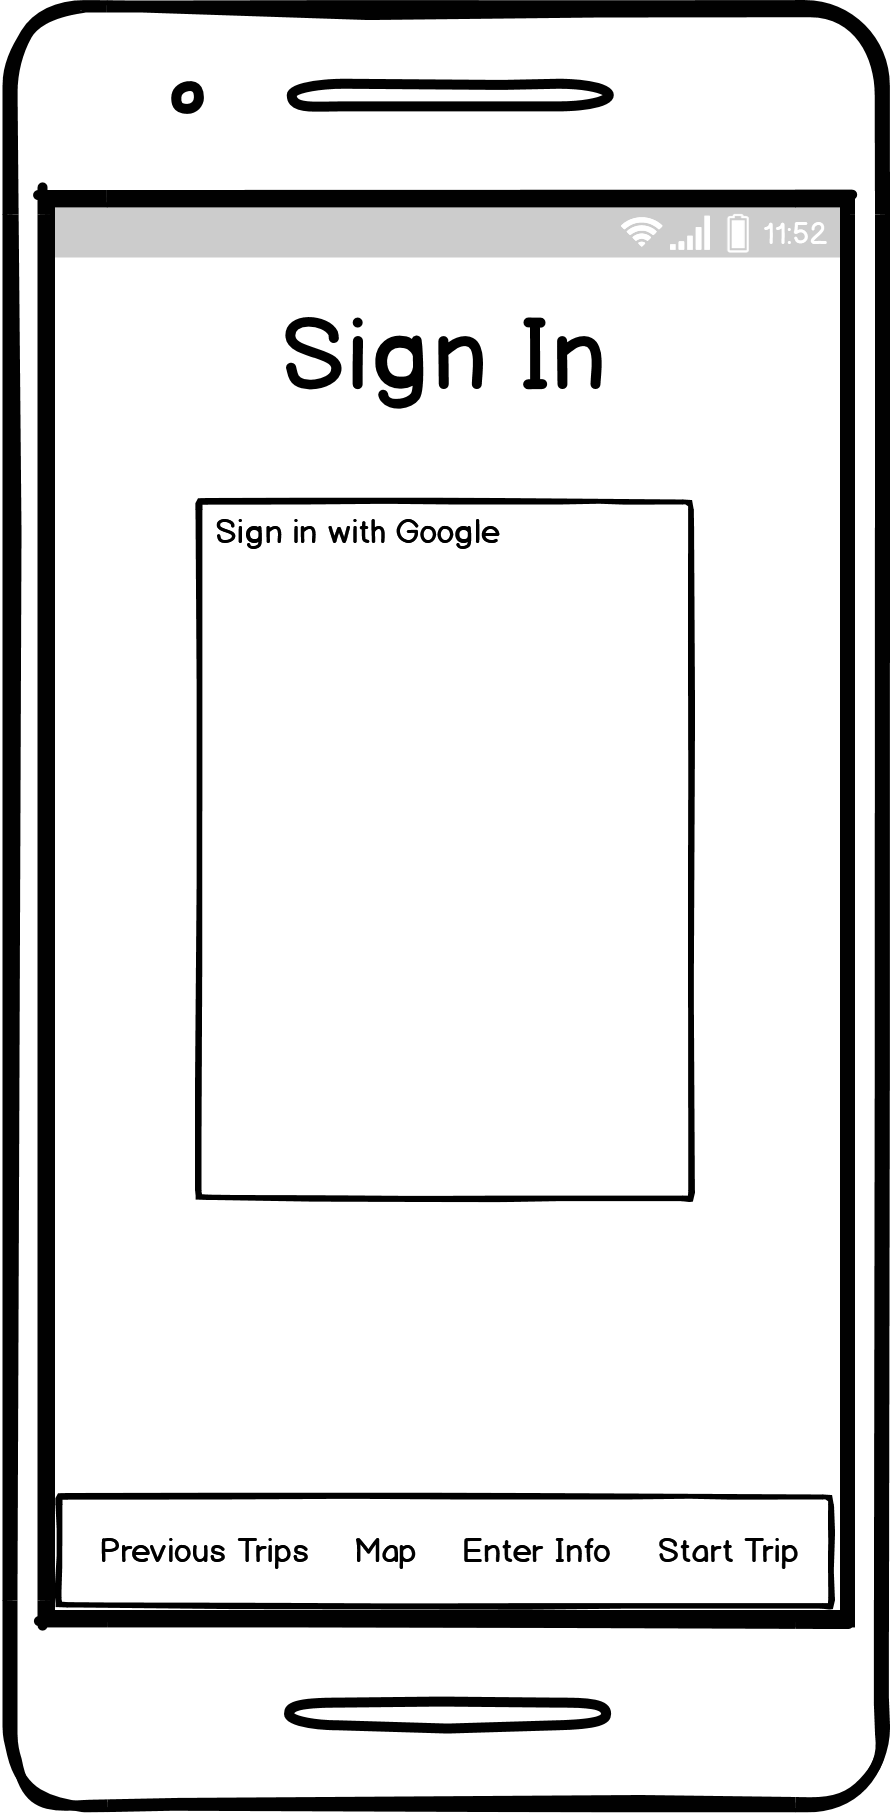 11:52
Sign In
Sign in with Google
Previous Trips Map Enter Info Start Trip